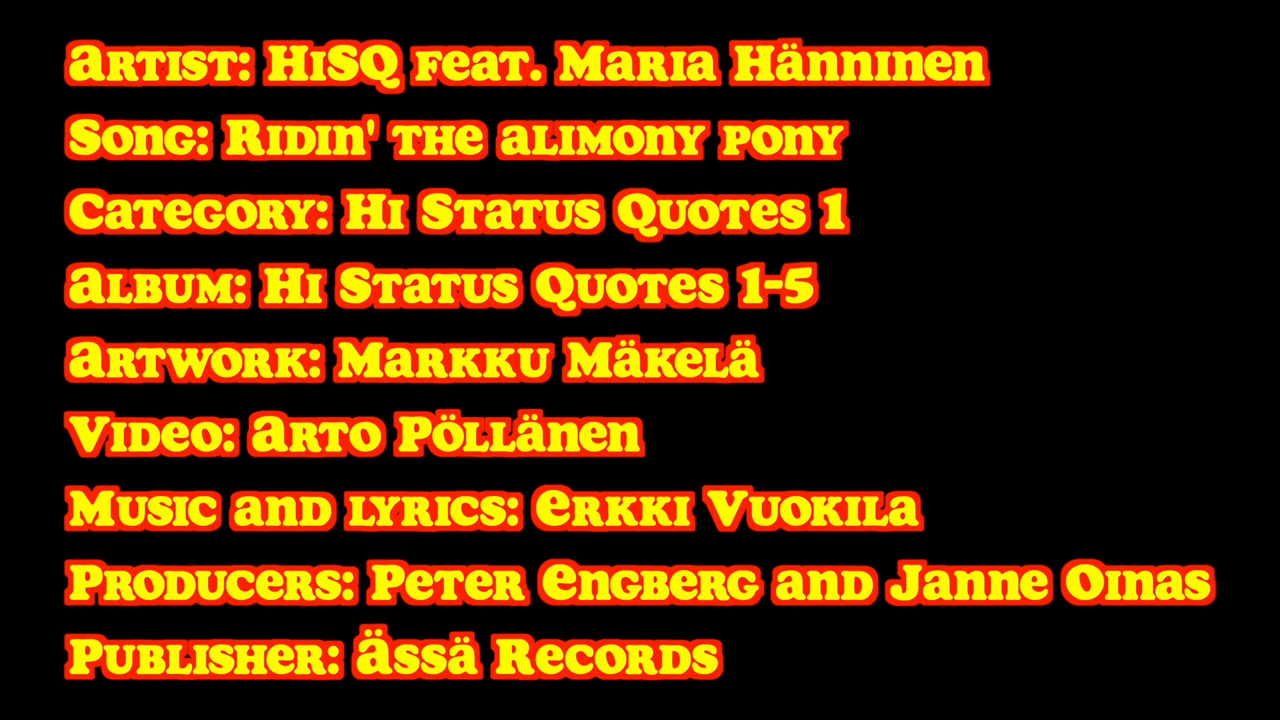 Artist: HiSQ feat. Maria Hänninen
Song: Ridin' the alimony pony
Category: Hi Status Quotes 1
Album: Hi Status Quotes 1-5
Artwork: Markku Mäkelä
Video: Arto Pöllänen
Music and lyrics: Erkki Vuokila
Producers: Peter Engberg and Janne Oinas
Publisher: Ässä Records